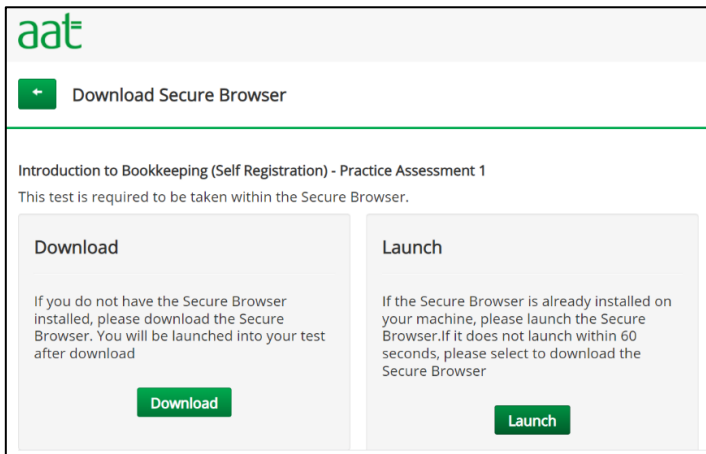 aat
Download Secure Browser
Introduction to Bookkeeping (Self Registration) - Practice Assessment 1
This test is required to be taken within the Secure Browser.
Download
If you do not have the Secure Browser
installed, please download the Secure
Browser. You will be launched into your test
after download
Download
Launch
If the Secure Browser is already installed on
your machine, please launch the Secure
Browser.If it does not launch within 60
seconds, please select to download the
Secure Browser
Launch